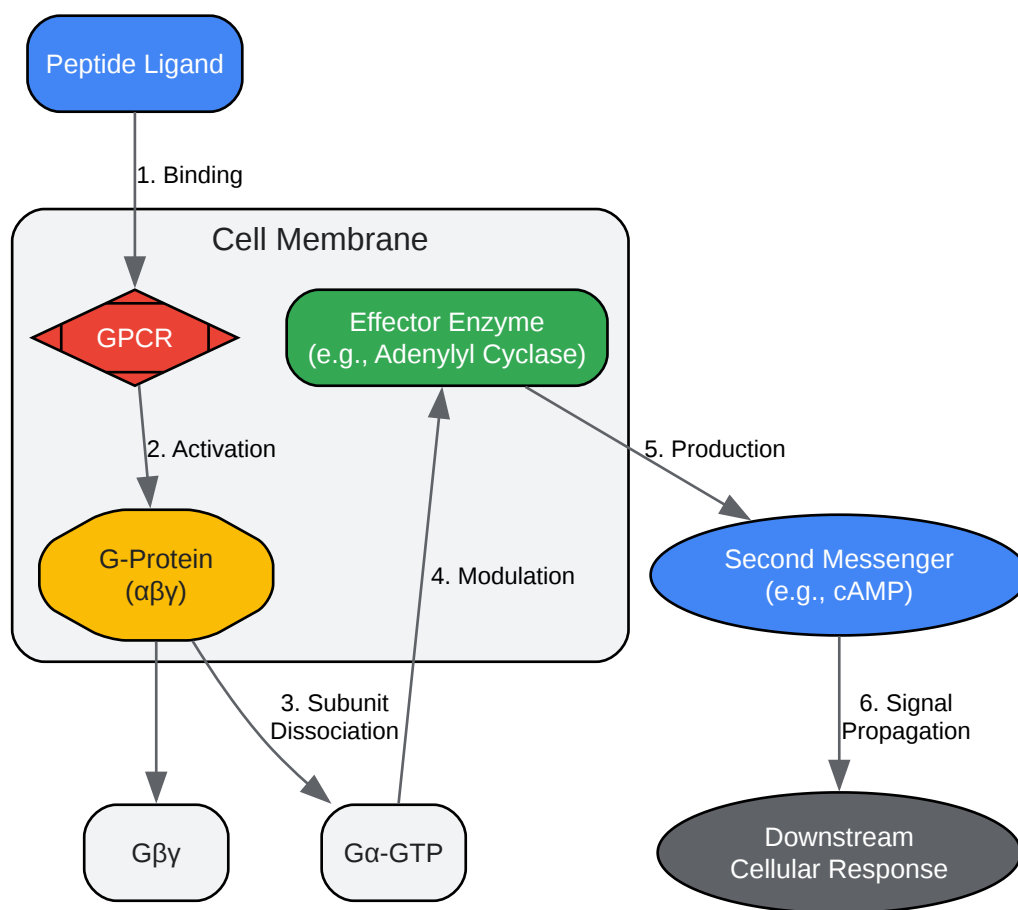 Peptide Ligand
1. Binding
Cell Membrane
GPCR
Effector Enzyme
(e.g., Adenylyl Cyclase)
2. Activation
5. Production
G-Protein
(αβγ)
4. Modulation
Second Messenger
(e.g., cAMP)
3. Subunit
Dissociation
6. Signal
Propagation
Gβγ
Gα-GTP
Downstream
Cellular Response